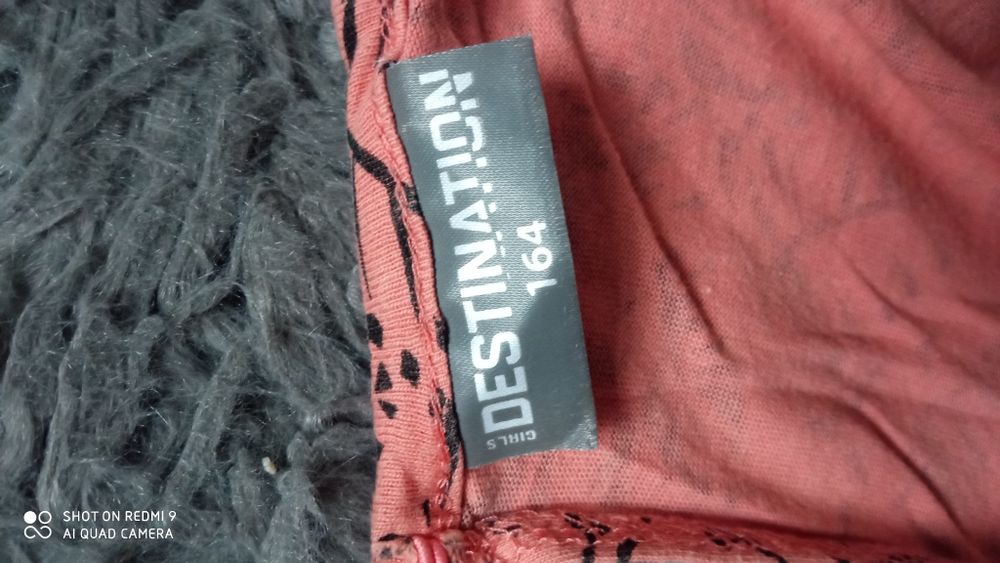 GIRLS
DESTINATION
164
SHOT ON REDMI 9
AI QUAD CAMERA